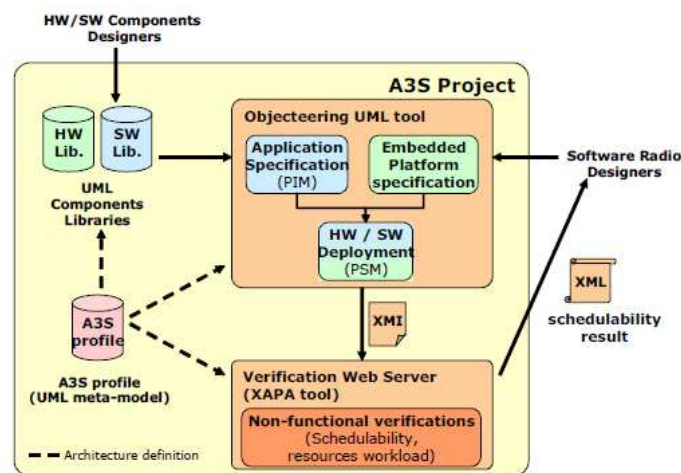 HW/SW Components
Designers
A3S Project
Objecteering UML tool
HW
Lib.
SW
Lib.
Application
Specification
(PIM)
Embedded
Platform
specification
Software Radio
Designers
UML
Components
Libraries
HW / SW
Deployment
(PSM)
XML
A3S
profile
XMI
schedulability
result
A3S profile
(UML meta-model)
Verification Web Server
(XAPA tool)
Non-functional verifications
(Schedulability,
resources workload)
Architecture definition